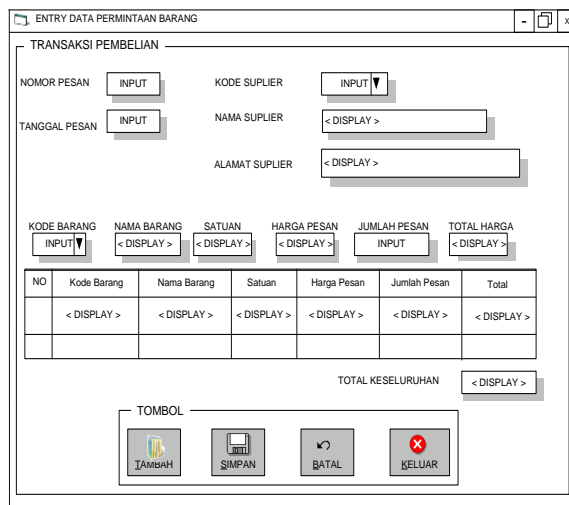 ENTRY DATA PERMINTAAN BARANG - x
TRANSAKSI PEMBELIAN
NOMOR PESAN INPUT KODE SUPLIER INPUT
TANGGAL PESAN INPUT NAMA SUPLIER < DISPLAY >
ALAMAT SUPLIER < DISPLAY >
KODE BARANG NAMA BARANG SATUAN HARGA PESAN JUMLAH PESAN TOTAL HARGA
INPUT < DISPLAY > < DISPLAY > < DISPLAY > INPUT < DISPLAY >
NO Kode Barang Nama Barang Satuan Harga Pesan Jumlah Pesan Total
< DISPLAY > < DISPLAY > < DISPLAY > < DISPLAY > < DISPLAY > < DISPLAY >
TOTAL KESELURUHAN < DISPLAY >
TOMBOL
TAMBAH SIMPAN BATAL KELUAR